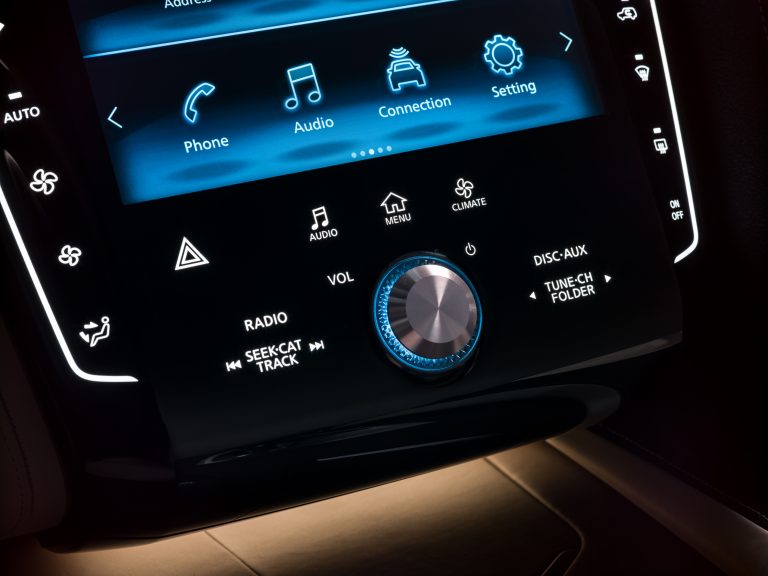 Address
Phone
Audio
Connection
Setting
AUTO
AUDIO
MENU
CLIMATE
ON
OFF
VOL
DISC·AUX
RADIO
TUNE·CH
FOLDER
SEEK·CAT
TRACK